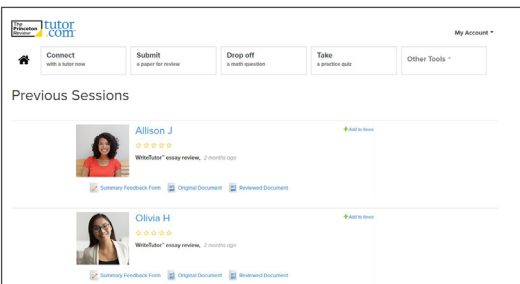 The Princeton Review
tutor.com
My Account
Connect
with a tutor now
Submit
a paper for review
Drop off
a math question
Take
a practice quiz
Other Tools
Previous Sessions
Allison J
Add to faves
WriteTutor™ essay review, 2 months ago
Summary Feedback Form
Original Document
Reviewed Document
Olivia H
Add to faves
WriteTutor™ essay review, 2 months ago
Summary Feedback Form
Original Document
Reviewed Document